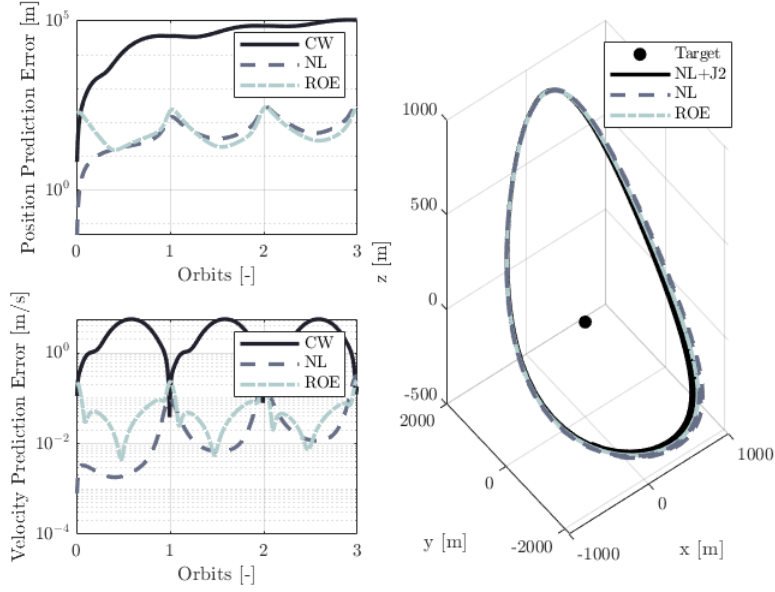 Position Prediction Error [m]
10^5
10^0
CW
NL
ROE
0
1
2
3
Orbits [-]
Velocity Prediction Error [m/s]
10^0
10^-2
10^-4
CW
NL
ROE
0
1
2
3
Orbits [-]
Target
NL+J2
NL
ROE
z [m]
1000
500
0
-500
2000
0
-2000
y [m]
-1000
0
1000
x [m]